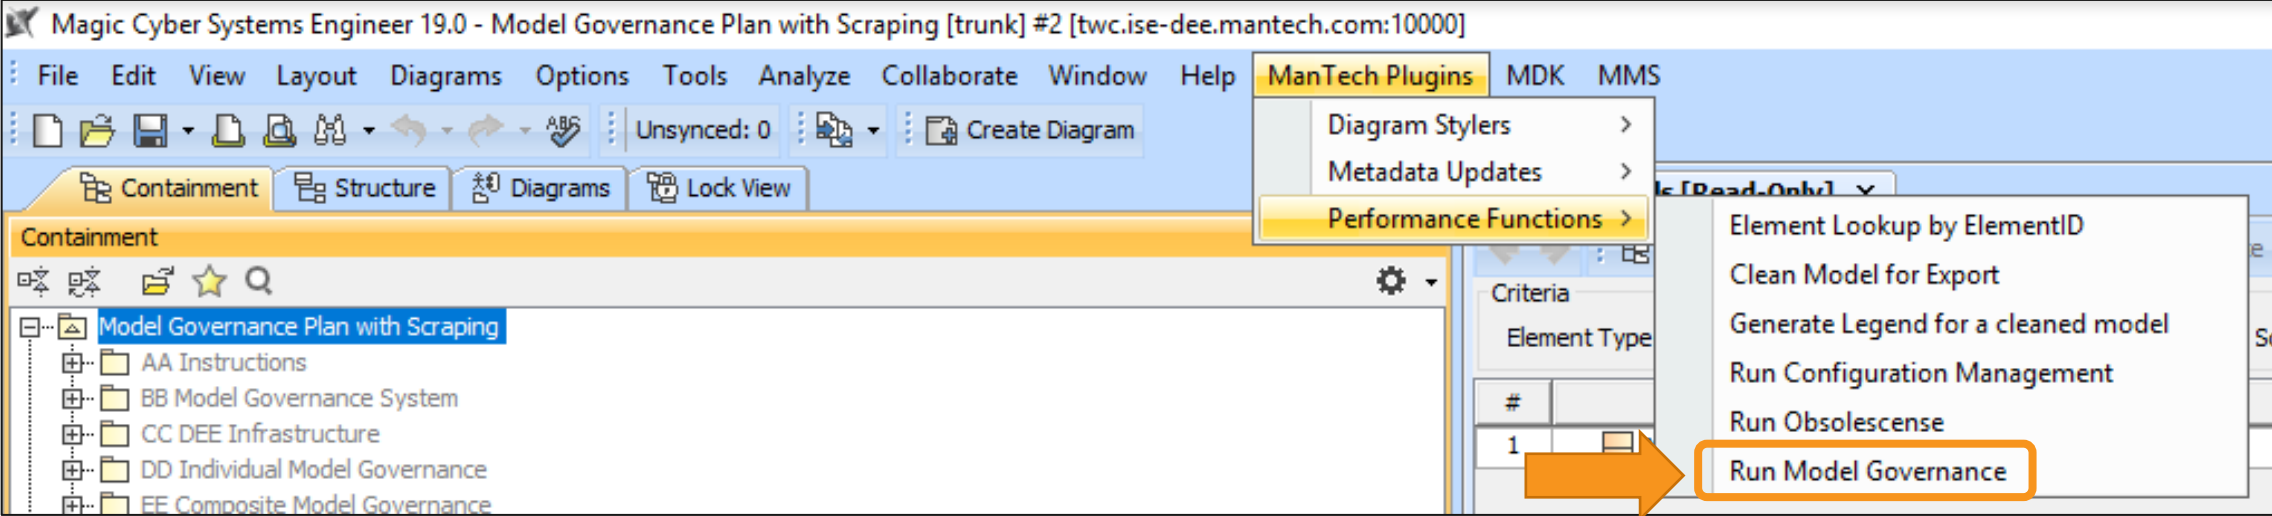 Magic Cyber Systems Engineer 19.0 - Model Governance Plan with Scraping [trunk] #2 [twc.ise-dee.mantech.com:10000]
File Edit View Layout Diagrams Options Tools Analyze Collaborate Window Help ManTech Plugins MDK MMS
Unsynced: 0 Create Diagram
Diagram Stylers
Metadata Updates
Performance Functions
Containment Structure Diagrams Lock View
[Read-Only]
Containment
Element Lookup by ElementID
Clean Model for Export
Generate Legend for a cleaned model
Run Configuration Management
Run Obsolescense
Run Model Governance
Criteria
Element Type
#
1
Model Governance Plan with Scraping
AA Instructions
BB Model Governance System
CC DEE Infrastructure
DD Individual Model Governance
EE Composite Model Governance